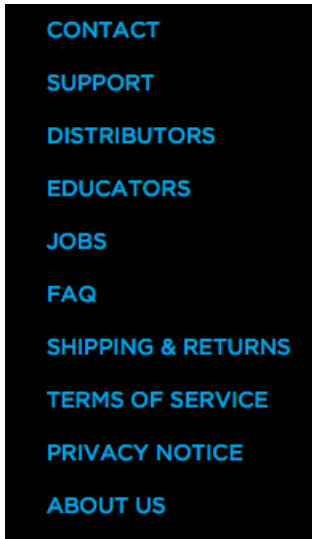 CONTACT
SUPPORT
DISTRIBUTORS
EDUCATORS
JOBS
FAQ
SHIPPING & RETURNS
TERMS OF SERVICE
PRIVACY NOTICE
ABOUT US